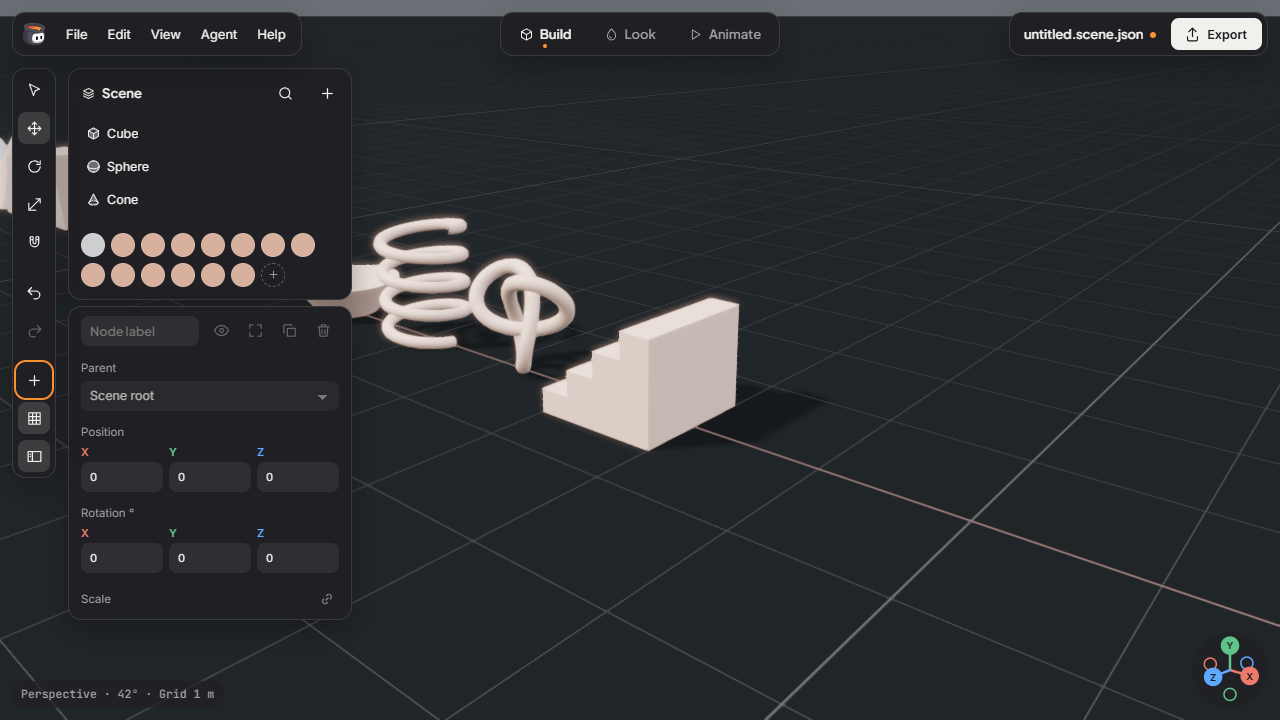 File Edit View Agent Help
Build Look Animate
untitled.scene.json Export
Scene
Cube
Sphere
Cone
Node label
Parent
Scene root
Position
X Y Z
0 0 0
Rotation °
X Y Z
0 0 0
Scale
Perspective · 42° · Grid 1 m
Y
Z X